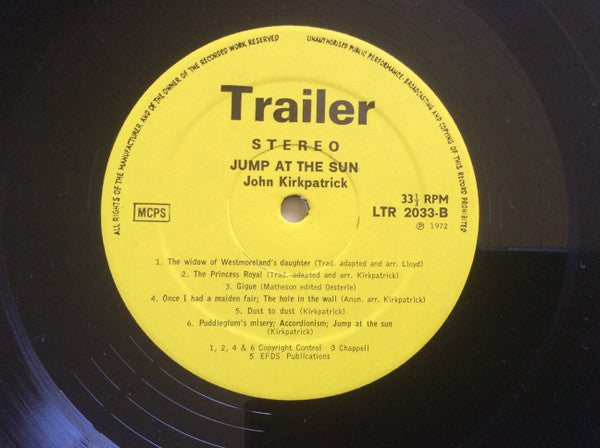 ALL RIGHTS OF THE MANUFACTURER AND OF THE OWNER OF THE RECORDED WORK RESERVED
UNAUTHORISED PUBLIC PERFORMANCE, BROADCASTING AND COPYING OF THIS RECORD PROHIBITED
Trailer
STEREO
JUMP AT THE SUN
John Kirkpatrick
33⅓ RPM
MCPS
LTR 2033-B
Ⓟ 1972
1. The widow of Westmoreland's daughter (Trad. adapted and arr. Lloyd)
2. The Princess Royal (Trad. adapted and arr. Kirkpatrick)
3. Gigue (Matheson edited Oesterle)
4. Once I had a maiden fair; The hole in the wall (Anon. arr. Kirkpatrick)
5. Dust to dust (Kirkpatrick)
6. Puddleglum's misery; Accordionism; Jump at the sun
(Kirkpatrick)
1, 2, 4 & 6 Copyright Control 3 Chappell
5 EFDS Publications